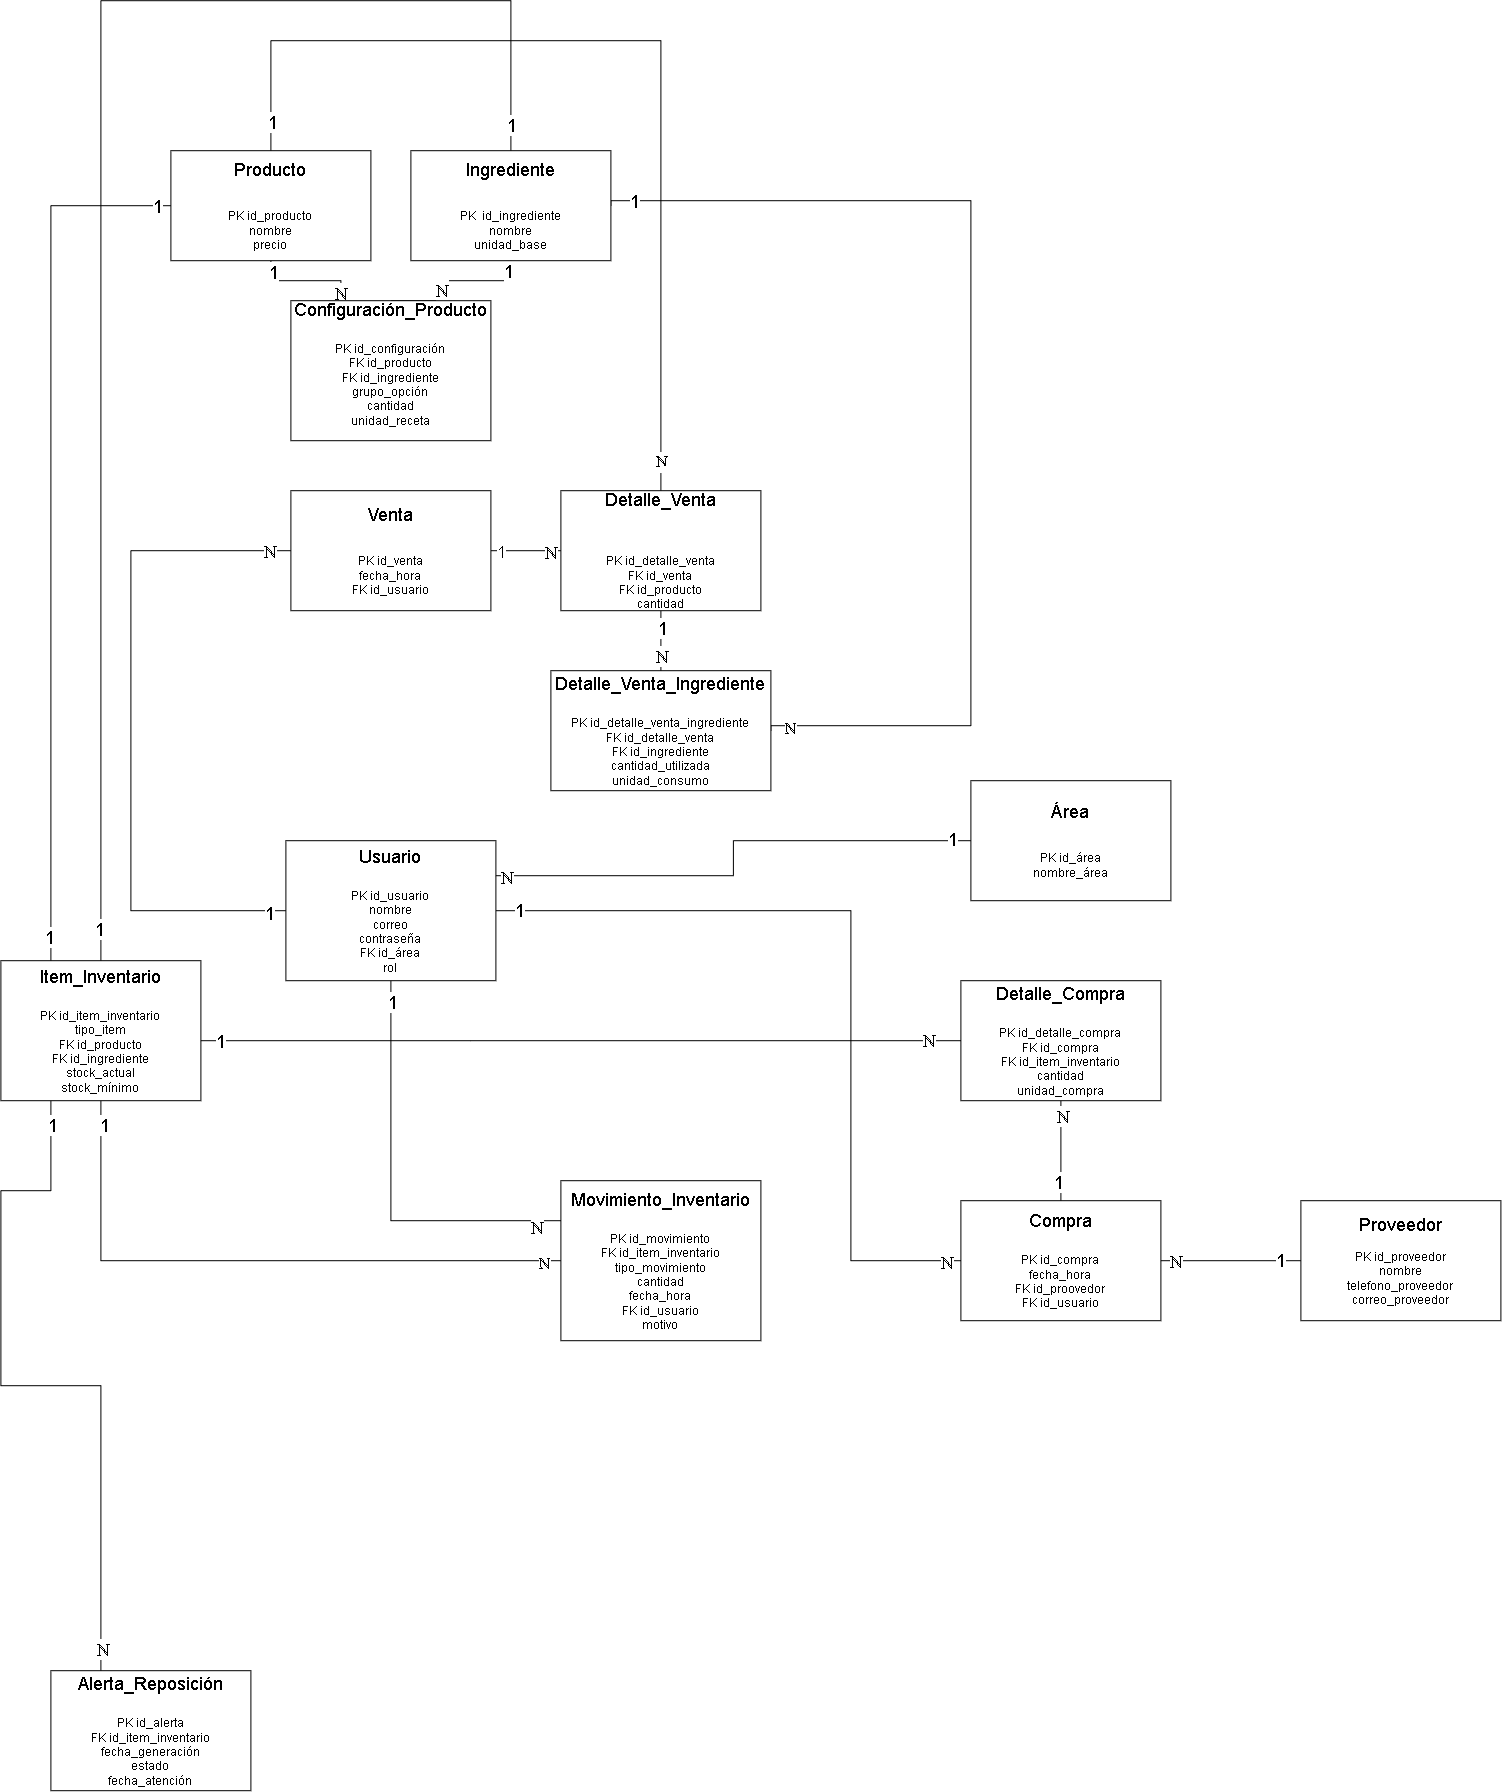 1
1
Producto
PK id_producto
nombre
precio
Ingrediente
PK id_ingrediente
nombre
unidad_base
1
1
1
1
N
N
Configuración_Producto
PK id_configuración
FK id_producto
FK id_ingrediente
grupo_opción
cantidad
unidad_receta
N
Venta
PK id_venta
fecha_hora
FK id_usuario
N
1
N
Detalle_Venta
PK id_detalle_venta
FK id_venta
FK id_producto
cantidad
1
N
Detalle_Venta_Ingrediente
PK id_detalle_venta_ingrediente
FK id_detalle_venta
FK id_ingrediente
cantidad_utilizada
unidad_consumo
N
Área
PK id_área
nombre_área
1
Usuario
PK id_usuario
nombre
correo
contraseña
FK id_área
rol
N
1
1
1
1
1
Item_Inventario
PK id_item_inventario
tipo_item
FK id_producto
FK id_ingrediente
stock_actual
stock_mínimo
1
N
Detalle_Compra
PK id_detalle_compra
FK id_compra
FK id_item_inventario
cantidad
unidad_compra
N
1
1
1
Movimiento_Inventario
PK id_movimiento
FK id_item_inventario
tipo_movimiento
cantidad
fecha_hora
FK id_usuario
motivo
N
N
Compra
PK id_compra
fecha_hora
FK id_proovedor
FK id_usuario
N
N
1
Proveedor
PK id_proveedor
nombre
telefono_proveedor
correo_proveedor
N
Alerta_Reposición
PK id_alerta
FK id_item_inventario
fecha_generación
estado
fecha_atención